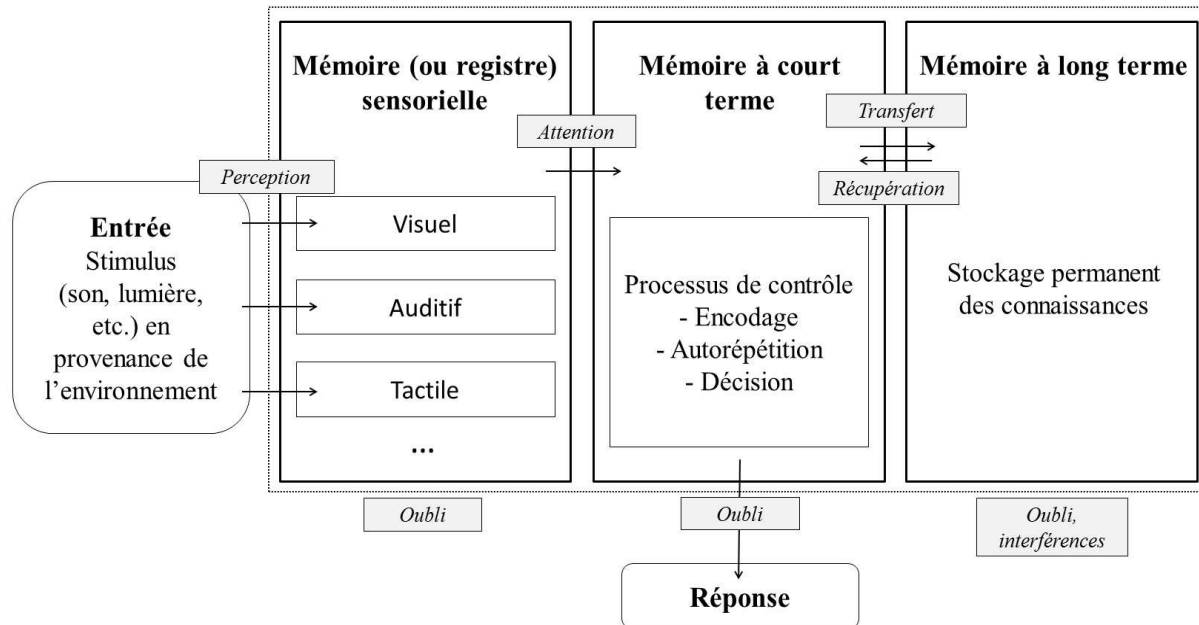 Mémoire (ou registre)
sensorielle
Mémoire à court
terme
Mémoire à long terme
Attention
Transfert
Récupération
Perception
Entrée
Stimulus
(son, lumière,
etc.) en
provenance de
l’environnement
Visuel
Auditif
Tactile
...
Processus de contrôle
- Encodage
- Autorépétition
- Décision
Stockage permanent
des connaissances
Oubli
Oubli
Oubli,
interférences
Réponse